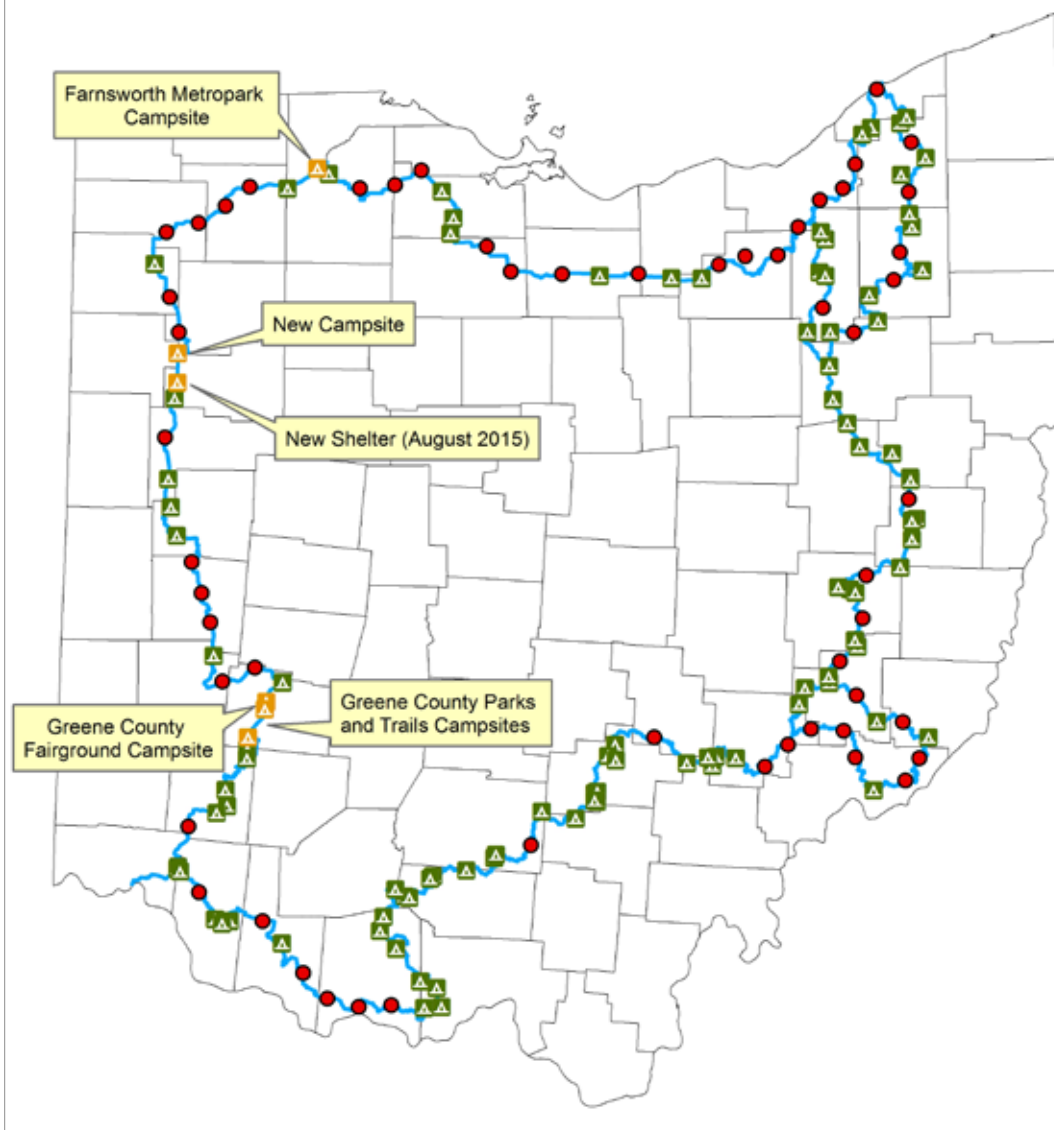 Farnsworth Metropark
Campsite
New Campsite
New Shelter (August 2015)
Greene County Parks
and Trails Campsites
Greene County
Fairground Campsite